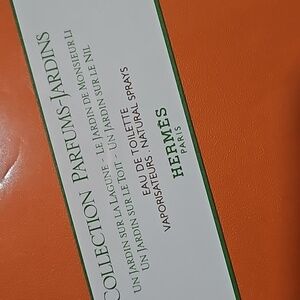 COLLECTION PARFUMS-JARDINS
UN JARDIN SUR LA LAGUNE - LE JARDIN DE MONSIEUR LI
UN JARDIN SUR LE TOIT - UN JARDIN SUR LE NIL
EAU DE TOILETTE
VAPORISATEURS . NATURAL SPRAYS
HERMÈS
PARIS